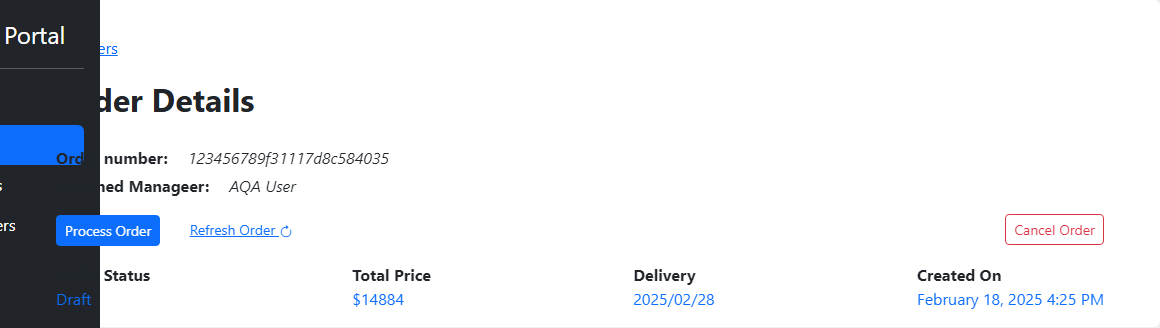 Portal
ers
der Details
Order number: 123456789f31117d8c584035
ned Manageer: AQA User
s
ers
Process Order Refresh Order Cancel Order
Status Total Price Delivery Created On
Draft $14884 2025/02/28 February 18, 2025 4:25 PM